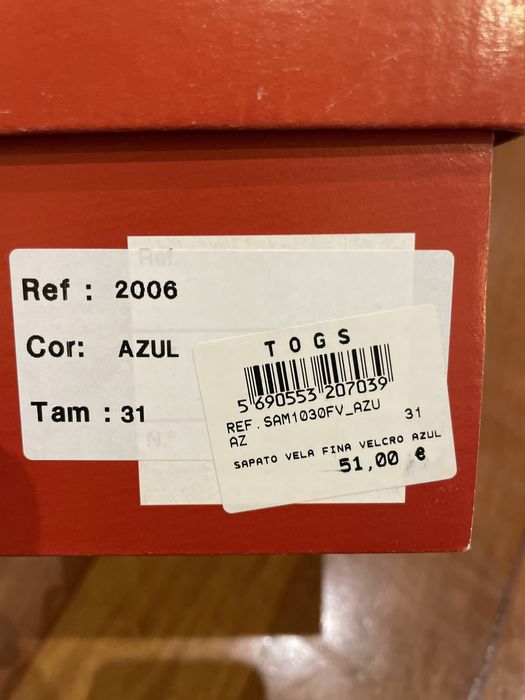 Ref.
Ref : 2006
Cor: AZUL
Tam : 31
N.º
TOGS
5 690553 207039
REF.SAM1030FV_AZU
AZ 31
SAPATO VELA FINA VELCRO AZUL
51,00 €